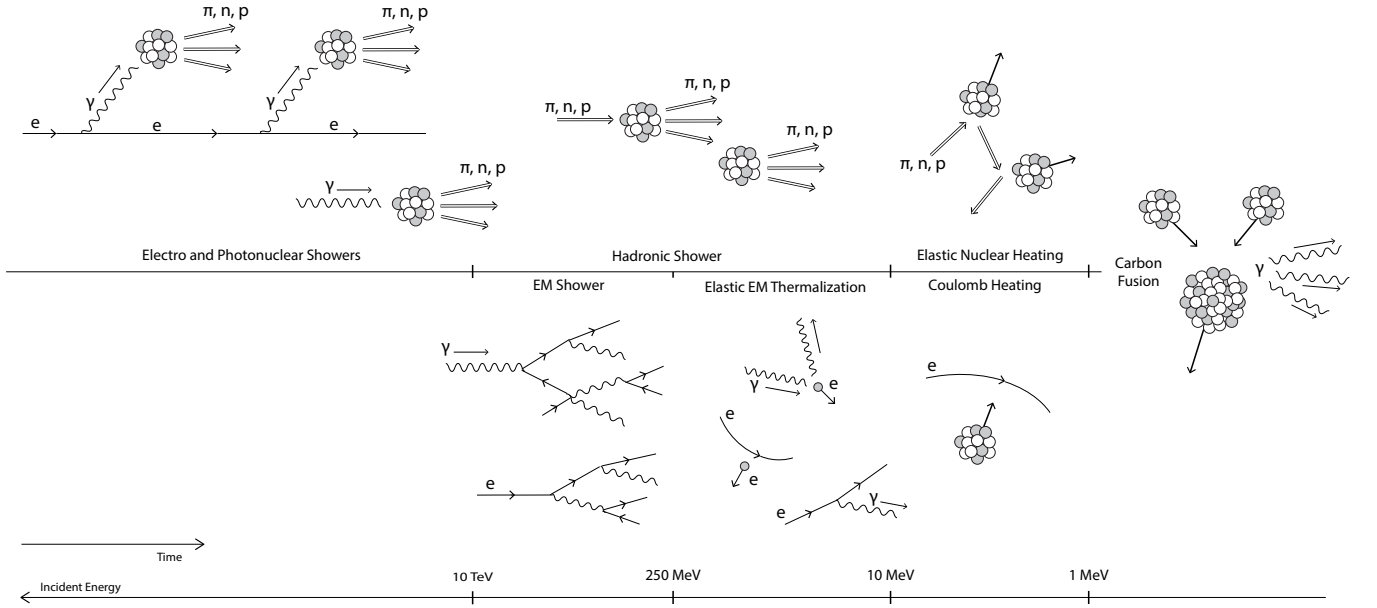 π, n, p
π, n, p
γ
γ
e
e
e
γ
π, n, p
π, n, p
π, n, p
π, n, p
π, n, p
Electro and Photonuclear Showers
Hadronic Shower
Elastic Nuclear Heating
Carbon
Fusion
γ
EM Shower
Elastic EM Thermalization
Coulomb Heating
γ
e
γ
e
e
e
e
e
γ
e
Time
10 TeV
250 MeV
10 MeV
1 MeV
Incident Energy